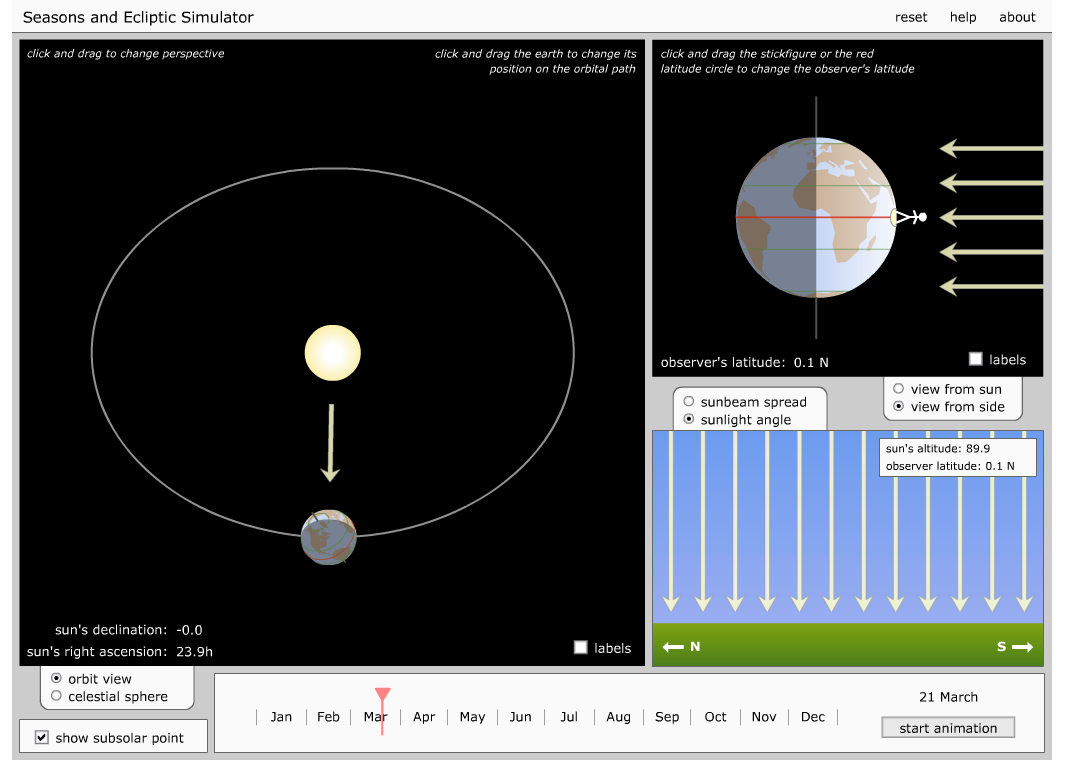 Seasons and Ecliptic Simulator
reset help about
click and drag to change perspective
click and drag the earth to change its
position on the orbital path
sun's declination: -0.0
sun's right ascension: 23.9h
labels
click and drag the stickfigure or the red
latitude circle to change the observer's latitude
observer's latitude: 0.1 N
labels
view from sun
view from side
sunbeam spread
sunlight angle
sun's altitude: 89.9
observer latitude: 0.1 N
N
S
orbit view
celestial sphere
show subsolar point
Jan Feb Mar Apr May Jun Jul Aug Sep Oct Nov Dec
21 March
start animation